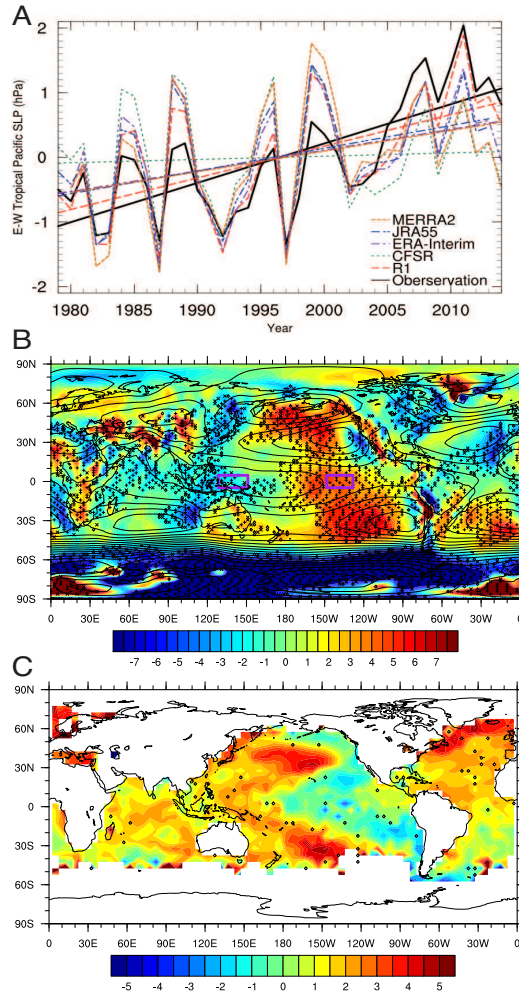 A
E-W Tropical Pacific SLP (hPa)
2
1
0
-1
-2
MERRA2
JRA55
ERA-Interim
CFSR
R1
Oberservation
1980 1985 1990 1995 2000 2005 2010
Year
B
90N
60N
30N
0
30S
60S
90S
0 30E 60E 90E 120E 150E 180 150W 120W 90W 60W 30W 0
-7 -6 -5 -4 -3 -2 -1 0 1 2 3 4 5 6 7
C
90N
60N
30N
0
30S
60S
90S
0 30E 60E 90E 120E 150E 180 150W 120W 90W 60W 30W 0
-5 -4 -3 -2 -1 0 1 2 3 4 5